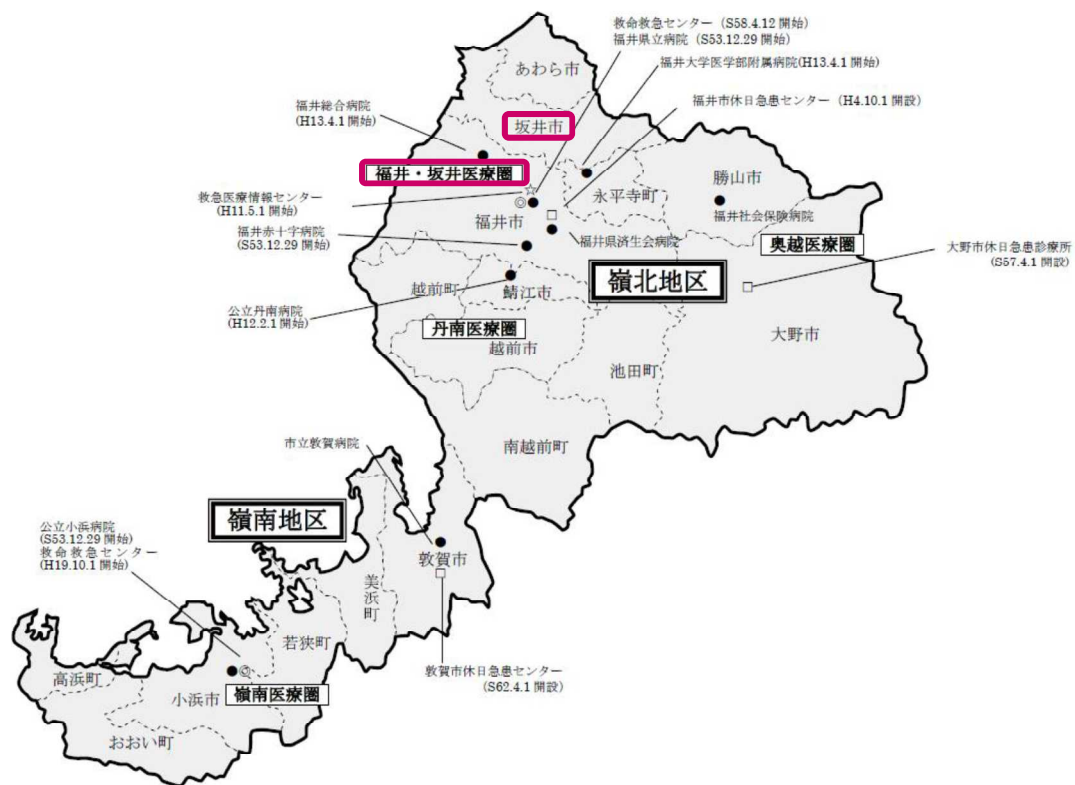 救命救急センター（S58.4.12 開始）
福井県立病院（S53.12.29 開始）
福井大学医学部附属病院(H13.4.1開始)
あわら市
福井市休日急患センター（H4.10.1 開設）
福井総合病院
(H13.4.1開始)
坂井市
福井・坂井医療圏
勝山市
永平寺町
救急医療情報センター
(H11.5.1 開始)
福井市
福井社会保険病院
福井赤十字病院
(S53.12.29 開始)
福井県済生会病院
奥越医療圏
大野市休日急患診療所
(S57.4.1 開設)
嶺北地区
越前町
鯖江市
公立丹南病院
(H12.2.1 開始)
丹南医療圏
越前市
大野市
池田町
市立敦賀病院
南越前町
嶺南地区
公立小浜病院
(S53.12.29 開始)
救命救急センター
(H19.10.1 開始)
敦賀市
美浜町
若狭町
敦賀市休日急患センター
(S62.4.1 開設)
高浜町
小浜市
嶺南医療圏
おおい町